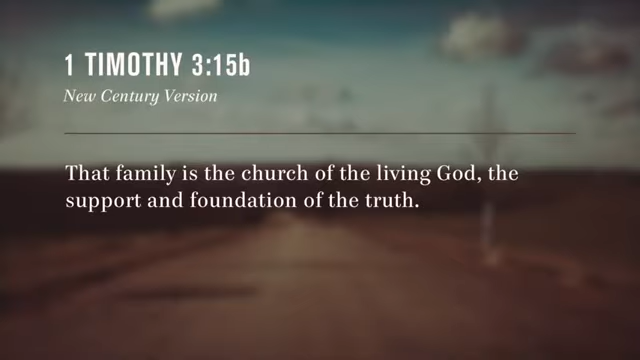 1 TIMOTHY 3:15b
New Century Version
That family is the church of the living God, the
support and foundation of the truth.